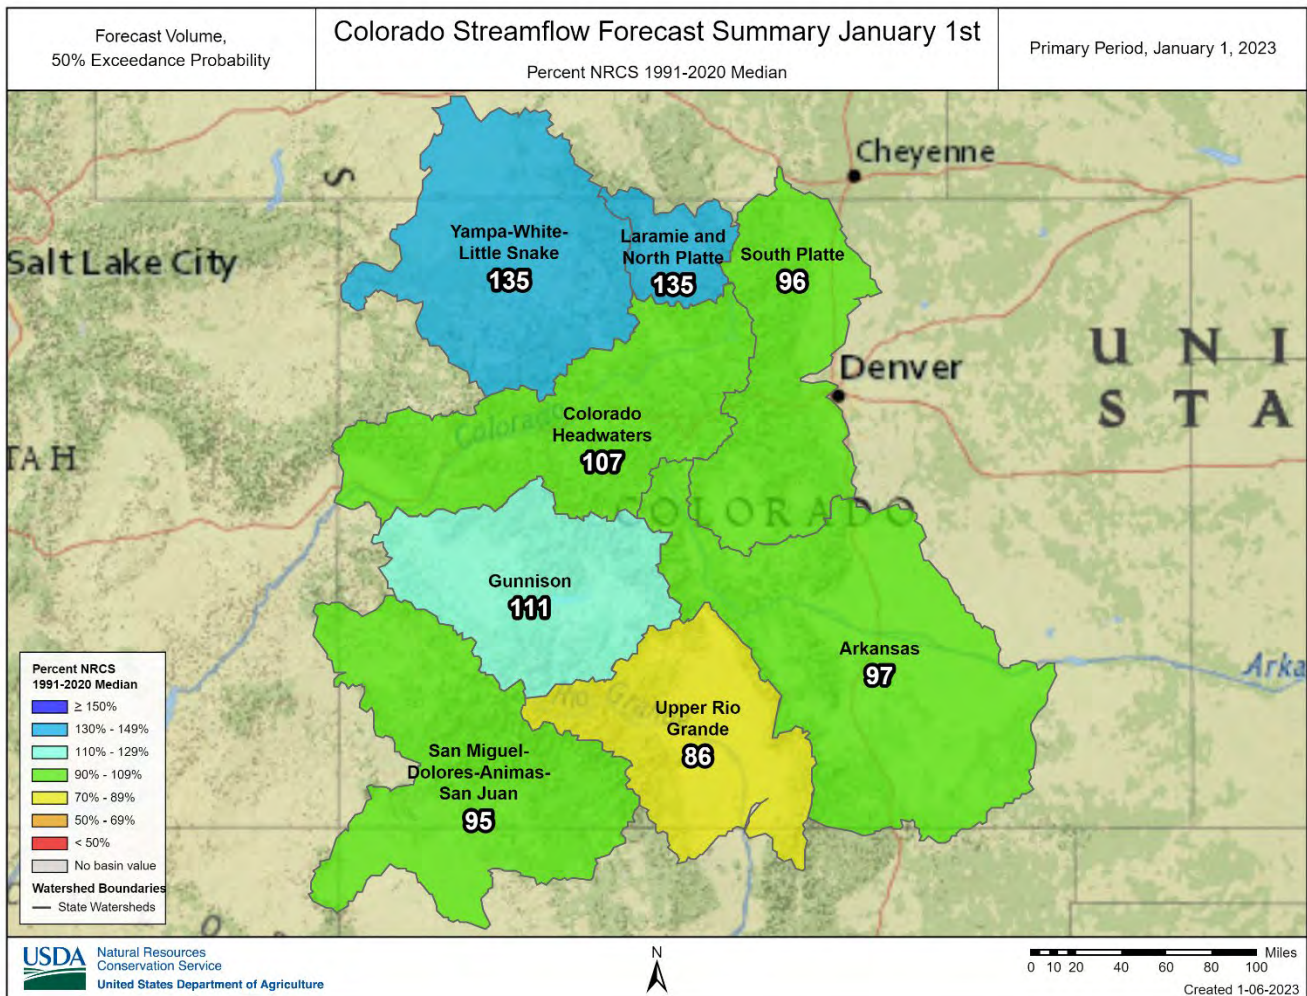 Forecast Volume,
50% Exceedance Probability
Colorado Streamflow Forecast Summary January 1st
Percent NRCS 1991-2020 Median
Primary Period, January 1, 2023
Cheyenne
S
Salt Lake City
Yampa-White-
Little Snake
135
Laramie and
North Platte
135
South Platte
96
UNI
STA
Denver
Colorado
Colorado
Headwaters
107
TAH
COLORADO
Gunnison
111
Arkansas
97
Arka
Rio Grand
Upper Rio
Grande
86
San Miguel-
Dolores-Animas-
San Juan
95
Percent NRCS
1991-2020 Median
≥ 150%
130% - 149%
110% - 129%
90% - 109%
70% - 89%
50% - 69%
< 50%
No basin value
Watershed Boundaries
State Watersheds
O
USDA
Natural Resources
Conservation Service
United States Department of Agriculture
N
Miles
0 10 20 40 60 80 100
Created 1-06-2023